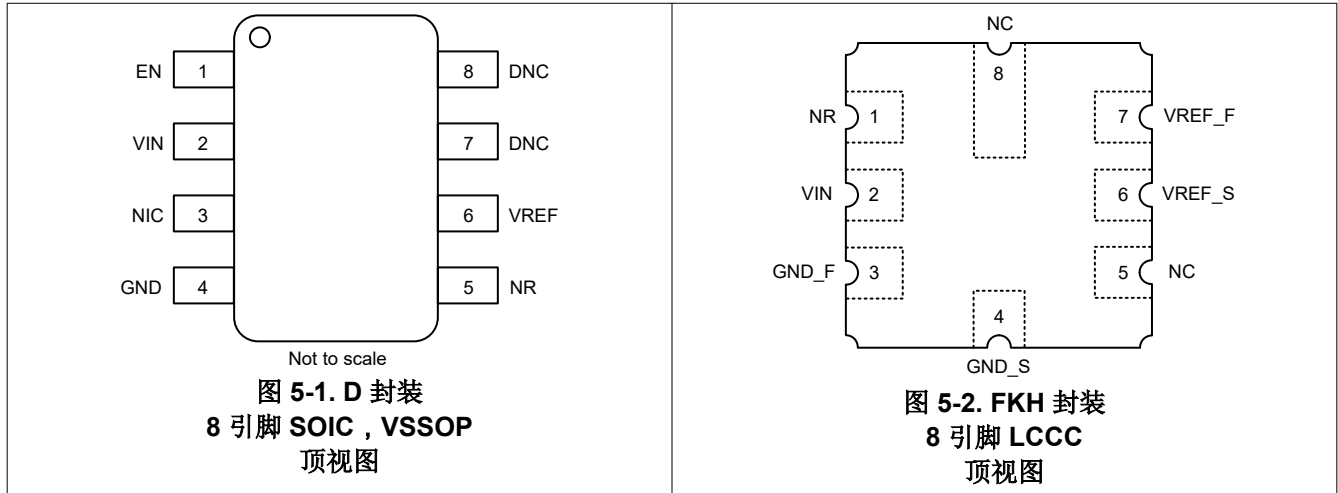 EN 1
8 DNC
VIN 2
7 DNC
NIC 3
6 VREF
GND 4
5 NR
Not to scale
图 5-1. D 封装
8 引脚 SOIC，VSSOP
顶视图
NC
8
NR 1
7 VREF_F
VIN 2
6 VREF_S
GND_F 3
5 NC
4
GND_S
图 5-2. FKH 封装
8 引脚 LCCC
顶视图